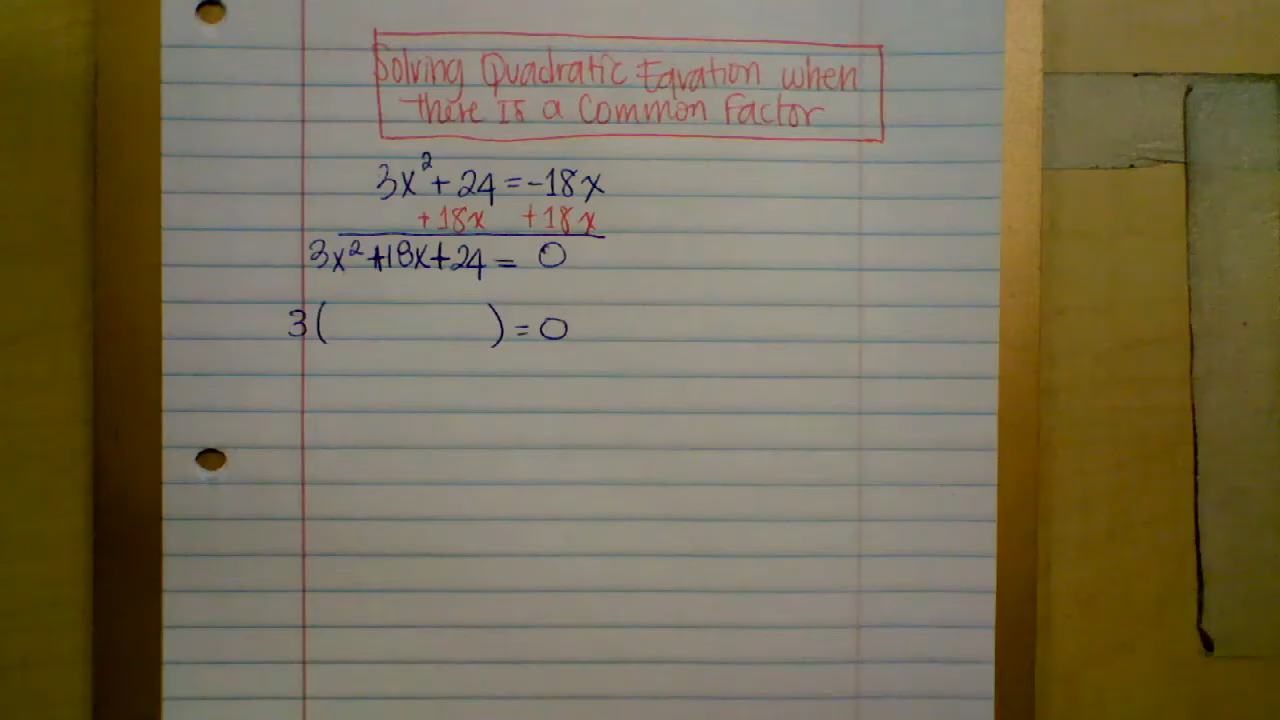 Solving Quadratic Equation when
there Is a Common Factor
3x² + 24 = -18x
+18x +18x
3x² +18x+24 = 0
3( ) = 0